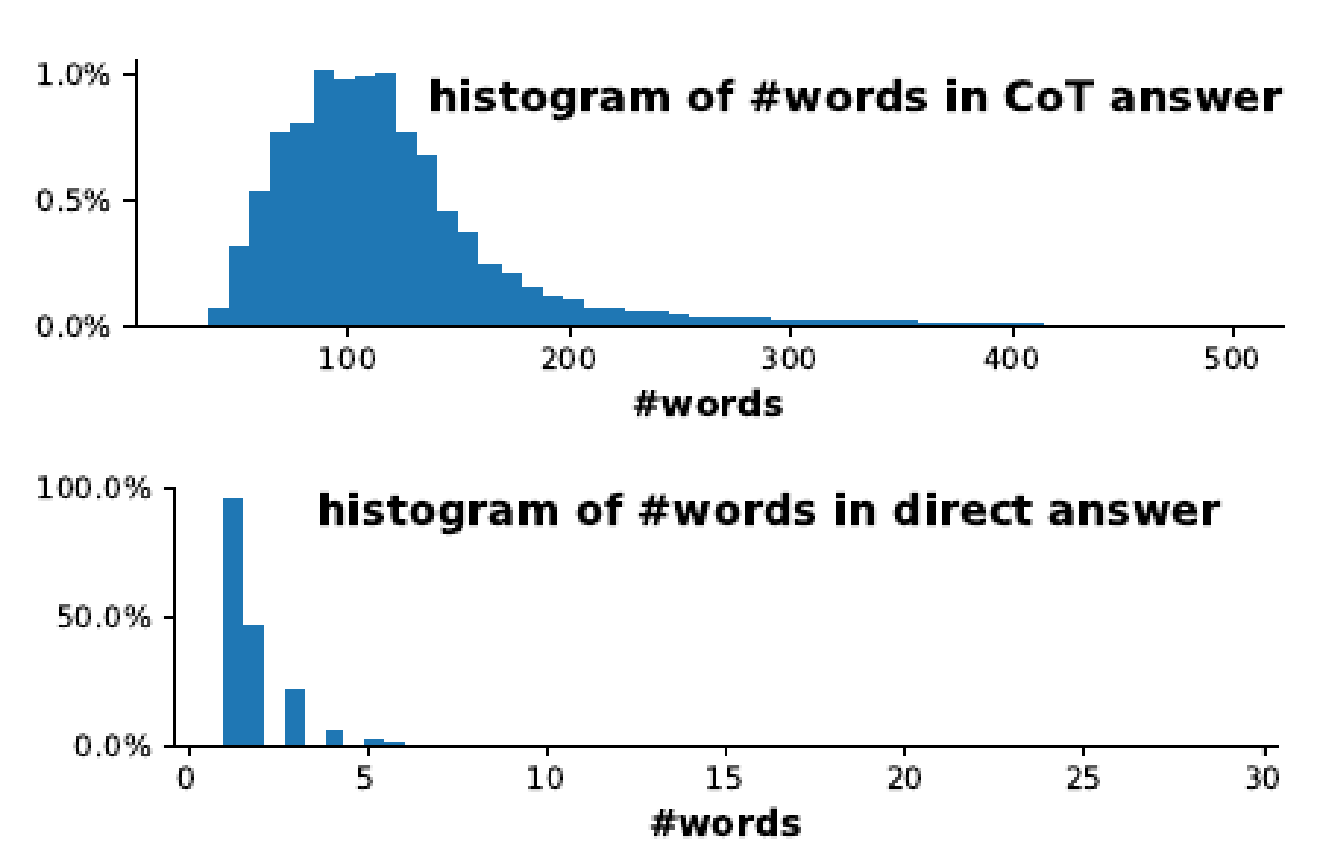 histogram of #words in CoT answer
1.0%
0.5%
0.0%
100 200 300 400 500
#words
histogram of #words in direct answer
100.0%
50.0%
0.0%
0 5 10 15 20 25 30
#words